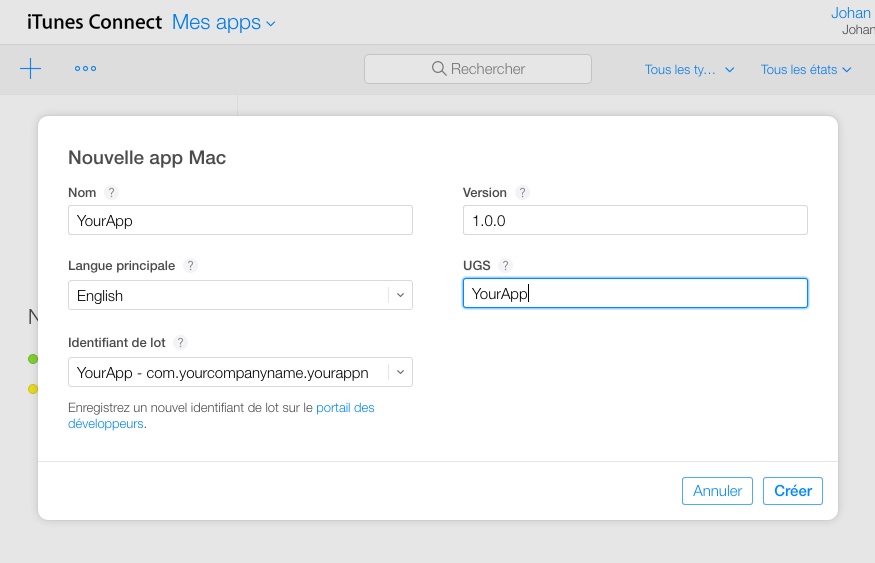 iTunes Connect Mes apps
Johan
Johan
Rechercher
Tous les ty... Tous les états
Nouvelle app Mac
Nom ?
YourApp
Version ?
1.0.0
Langue principale ?
English
UGS ?
YourApp
Identifiant de lot ?
YourApp - com.yourcompanyname.yourappn
Enregistrez un nouvel identifiant de lot sur le portail des
développeurs.
N
Annuler Créer